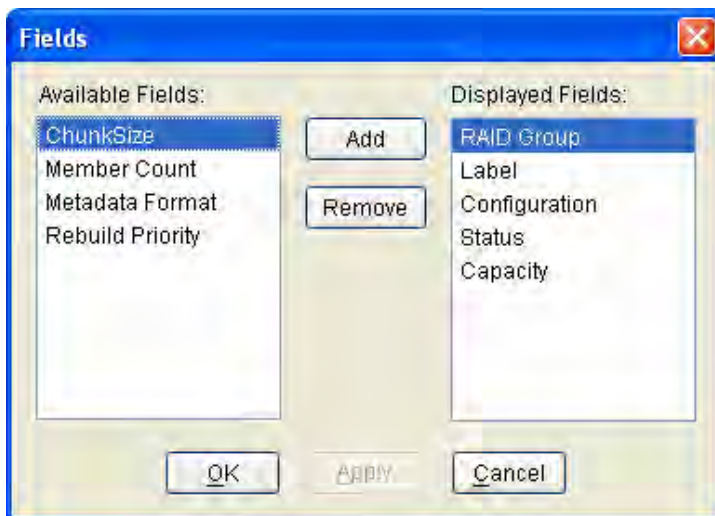 Fields
Available Fields:
Displayed Fields:
ChunkSize
Member Count
Metadata Format
Rebuild Priority
Add
Remove
RAID Group
Label
Configuration
Status
Capacity
OK
Apply
Cancel